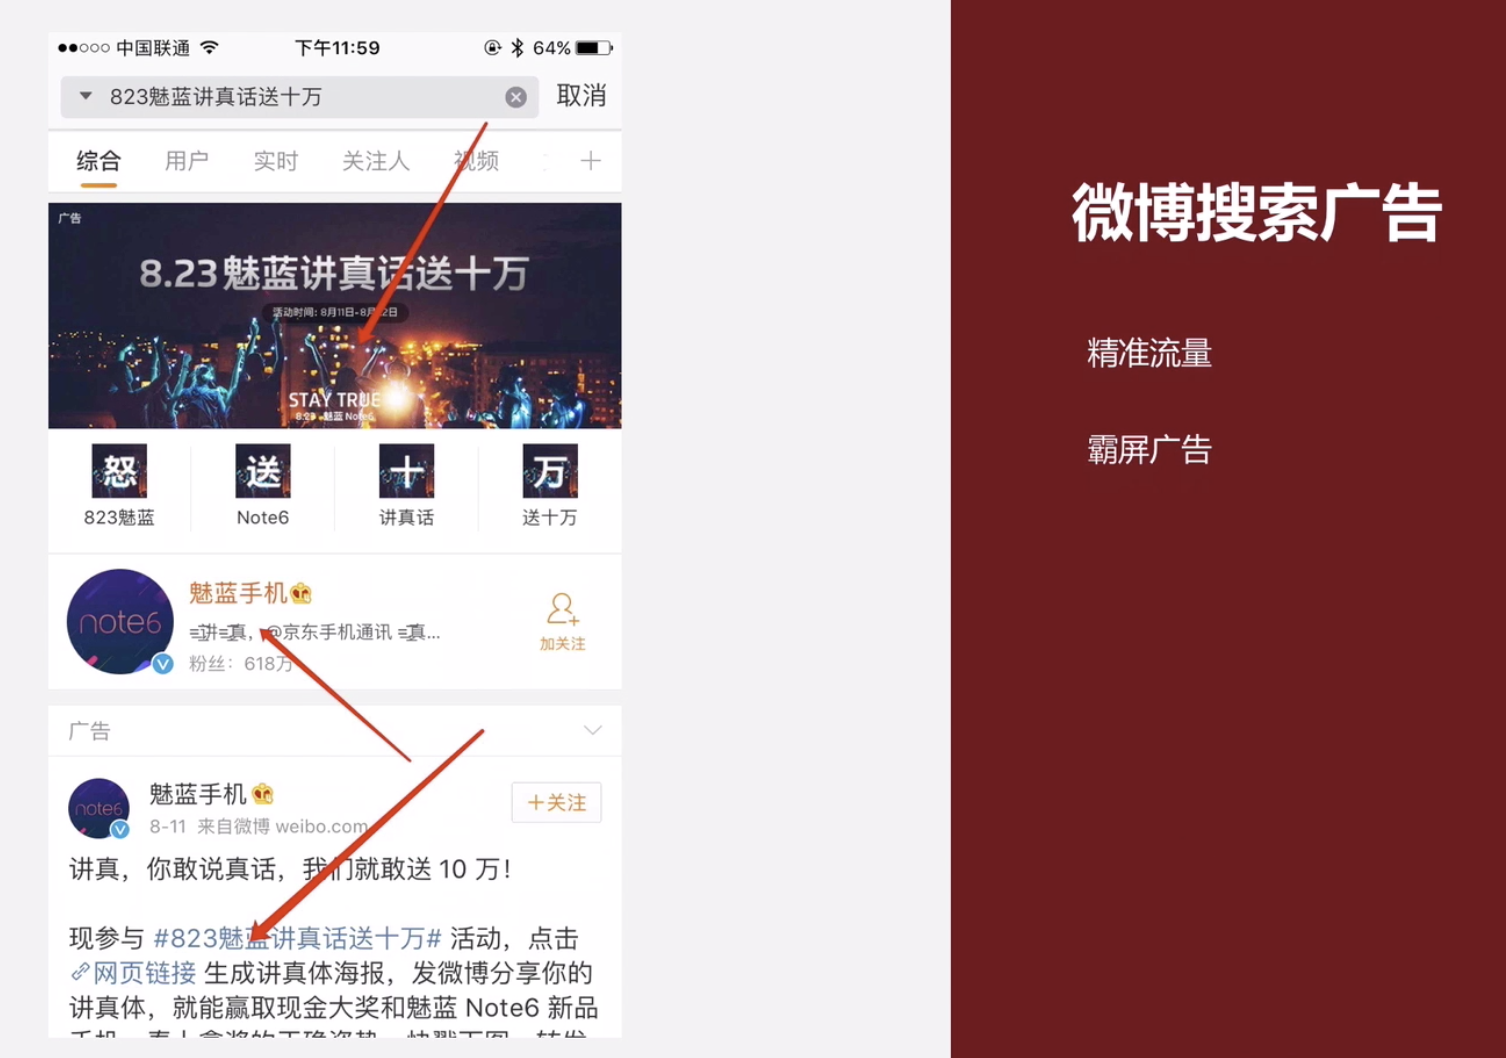 中国联通 下午11:59 64%
823魅蓝讲真话送十万 取消
综合 用户 实时 关注人 视频
广告
8.23魅蓝讲真话送十万
活动时间: 8月11日-8月 2日
STAY TRUE
8.23 魅蓝 Note6
怒 送 十 万
823魅蓝 Note6 讲真话 送十万
note6
魅蓝手机
讲 真, @京东手机通讯 真...
粉丝: 618万
加关注
广告
note6
魅蓝手机
+关注
8-11 来自微博 weibo.com
讲真，你敢说真话，我们就敢送 10 万！
现参与 #823魅蓝讲真话送十万# 活动，点击
网页链接 生成讲真体海报，发微博分享你的
讲真体，就能赢取现金大奖和魅蓝 Note6 新品
微博搜索广告
精准流量
霸屏广告